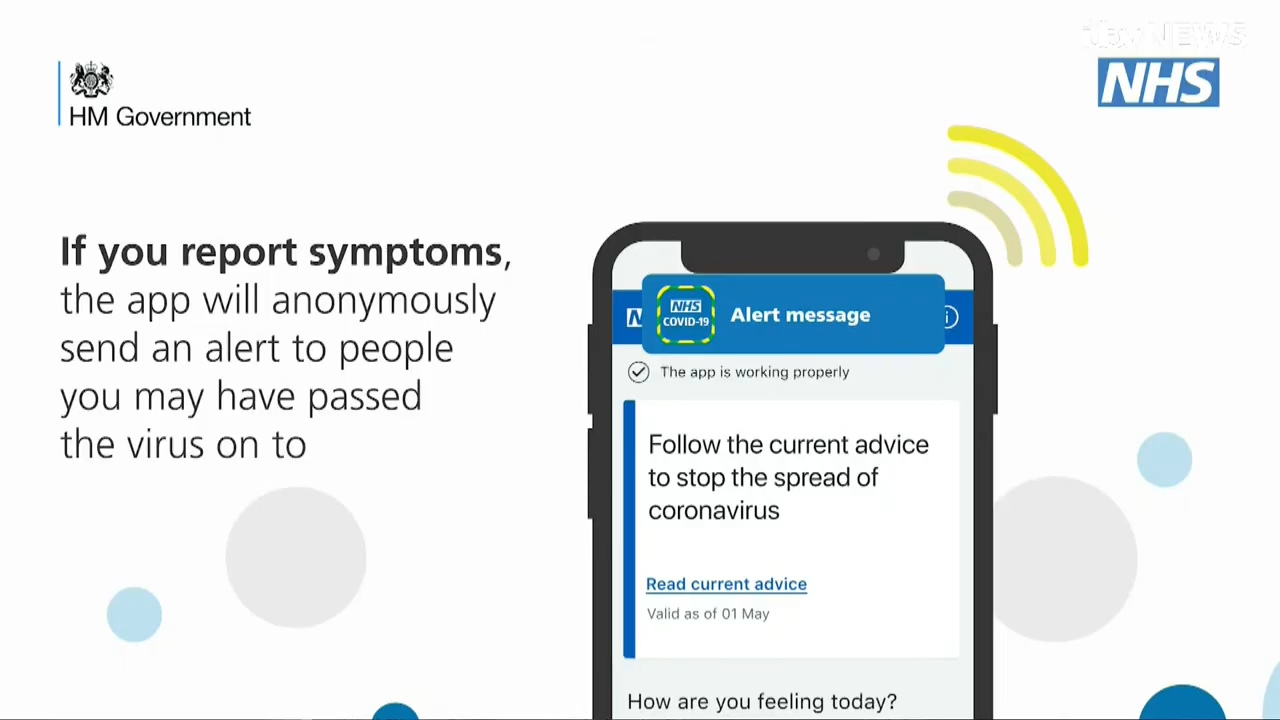 itv NEWS
NHS
HM Government
If you report symptoms,
the app will anonymously
send an alert to people
you may have passed
the virus on to
N
NHS
COVID-19
Alert message
i
The app is working properly
Follow the current advice
to stop the spread of
coronavirus
Read current advice
Valid as of 01 May
How are you feeling today?